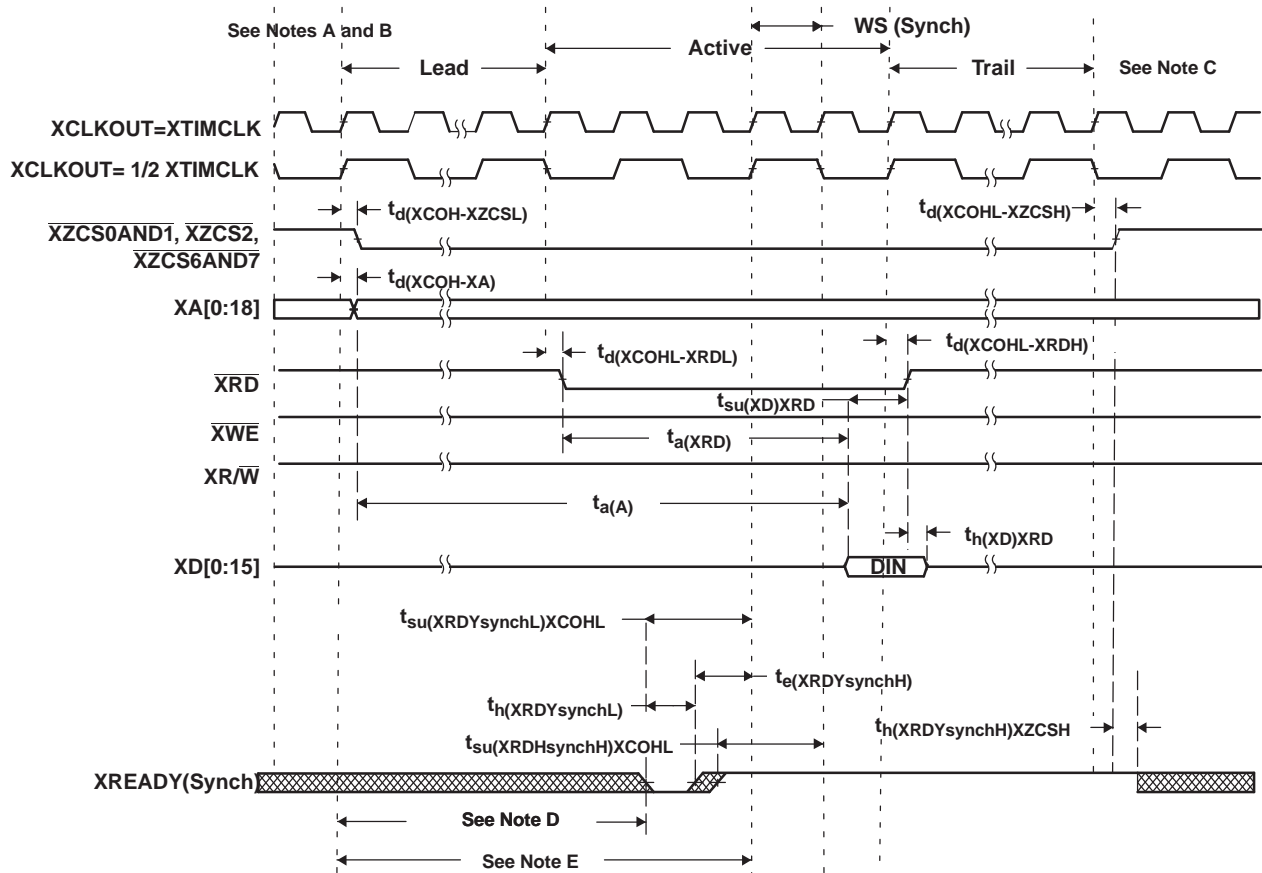 WS (Synch)
See Notes A and B
Active
Lead
Trail
See Note C
XCLKOUT=XTIMCLK
XCLKOUT= 1/2 XTIMCLK
td(XCOH-XZCSL)
td(XCOHL-XZCSH)
XZCS0AND1, XZCS2,
XZCS6AND7
td(XCOH-XA)
XA[0:18]
td(XCOHL-XRDL)
td(XCOHL-XRDH)
XRD
tsu(XD)XRD
XWE
ta(XRD)
XR/W
ta(A)
th(XD)XRD
XD[0:15]
DIN
tsu(XRDYsynchL)XCOHL
te(XRDYsynchH)
th(XRDYsynchL)
th(XRDYsynchH)XZCSH
tsu(XRDHsynchH)XCOHL
XREADY(Synch)
See Note D
See Note E